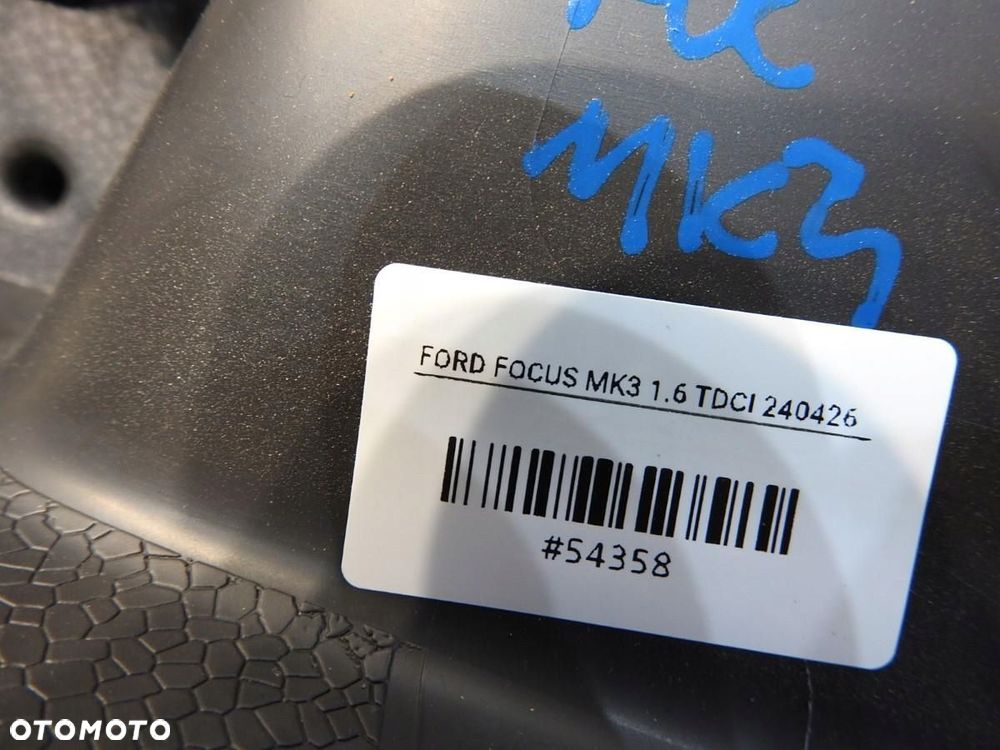 MK3
FORD FOCUS MK3 1.6 TDCI 240426
#54358
OTOMOTO